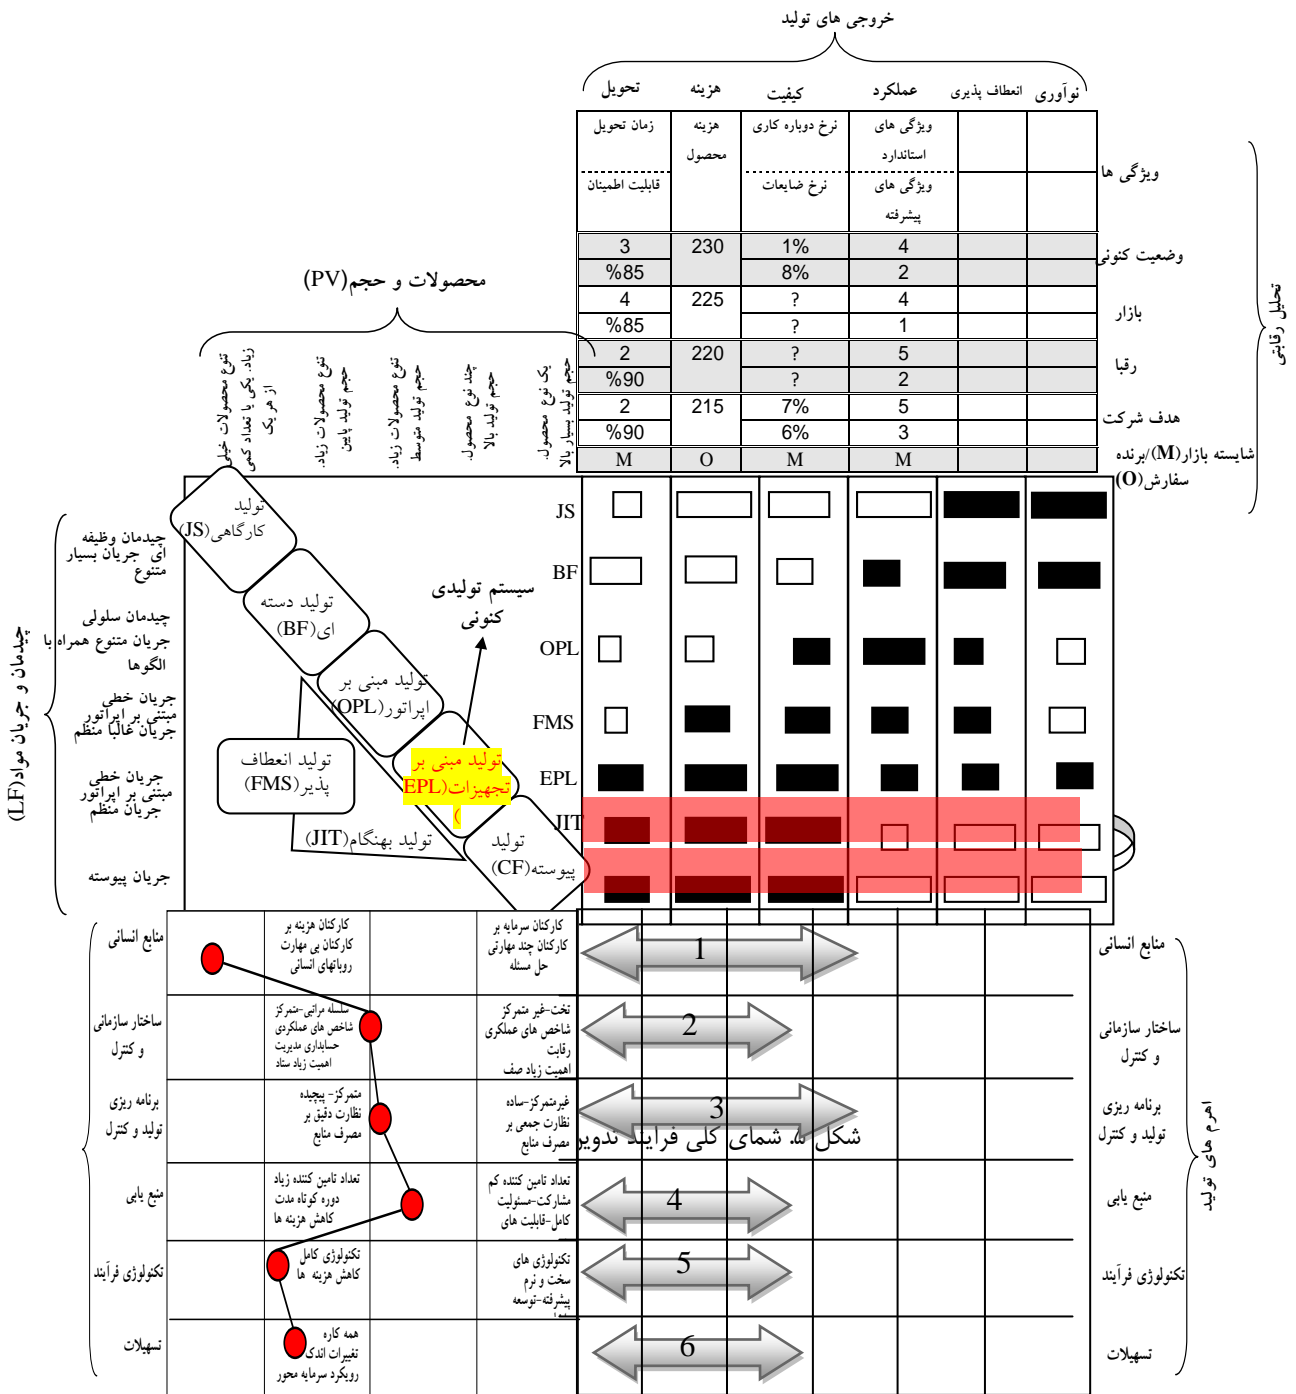 خروجی های تولید
تحویل
هزینه
کیفیت
عملکرد
انعطاف پذیری
نوآوری
زمان تحویل
هزینه
محصول
نرخ دوباره کاری
ویژگی های
استاندارد
قابلیت اطمینان
نرخ ضایعات
ویژگی های
پیشرفته
ویژگی ها
3
230
1%
4
%85
8%
2
وضعیت کنونی
4
225
?
4
%85
?
1
بازار
2
220
?
5
%90
?
2
رقبا
2
215
7%
5
%90
6%
3
هدف شرکت
M
O
M
M
شایسته بازار(M)/برنده
سفارش(O)
تحلیل رقابتی
محصولات و حجم(PV)
تنوع محصولات خیلی
زیاد. یکی یا تعداد کمی
از هر یک
تنوع محصولات زیاد.
حجم تولید پایین
تنوع محصولات زیاد.
حجم تولید متوسط
چند نوع محصول.
حجم تولید بالا
یک نوع محصول.
حجم تولید بسیار بالا
چیدمان و جریان مواد(LF)
چیدمان وظیفه
ای جریان بسیار
متنوع
چیدمان سلولی
جریان متنوع همراه با
الگوها
جریان خطی
مبتنی بر اپراتور
جریان غالبا منظم
جریان خطی
مبتنی بر اپراتور
جریان منظم
جریان پیوسته
تولید
کارگاهی(JS)
تولید دسته
ای(BF)
تولید مبنی بر
اپراتور(OPL)
تولید مبنی بر
تجهیزات(EPL
)
تولید
پیوسته(CF)
تولید انعطاف
پذیر(FMS)
تولید بهنگام(JIT)
سیستم تولیدی
کنونی
JS
BF
OPL
FMS
EPL
JIT
منابع انسانی
کارکنان هزینه بر
کارکنان بی مهارت
روباتهای انسانی
کارکنان سرمایه بر
کارکنان چند مهارتی
حل مسئله
1
منابع انسانی
ساختار سازمانی
و کنترل
سلسله مراتبی-متمرکز
شاخص های عملکردی
حسابداری مدیریت
اهمیت زیاد ستاد
تخت-غیر متمرکز
شاخص های عملکری
رقابت
اهمیت زیاد صف
2
ساختار سازمانی
و کنترل
برنامه ریزی
تولید و کنترل
متمرکز- پیچیده
نظارت دقیق بر
مصرف منابع
غیرمتمرکز-ساده
نظارت جمعی بر
مصرف منابع
3
شکل ۵. شمای کلی فرایند تدوین
برنامه ریزی
تولید و کنترل
منبع یابی
تعداد تامین کننده زیاد
دوره کوتاه مدت
کاهش هزینه ها
تعداد تامین کننده کم
مشارکت-مسئولیت
کامل-قابلیت های
4
منبع یابی
تکنولوژی فرآیند
تکنولوژی کامل
کاهش هزینه ها
تکنولوژی های
سخت و نرم
پیشرفته-توسعه
5
تکنولوژی فرآیند
تسهیلات
همه کاره
تغییرات اندک
رویکرد سرمایه محور
6
تسهیلات
اهرم های تولید